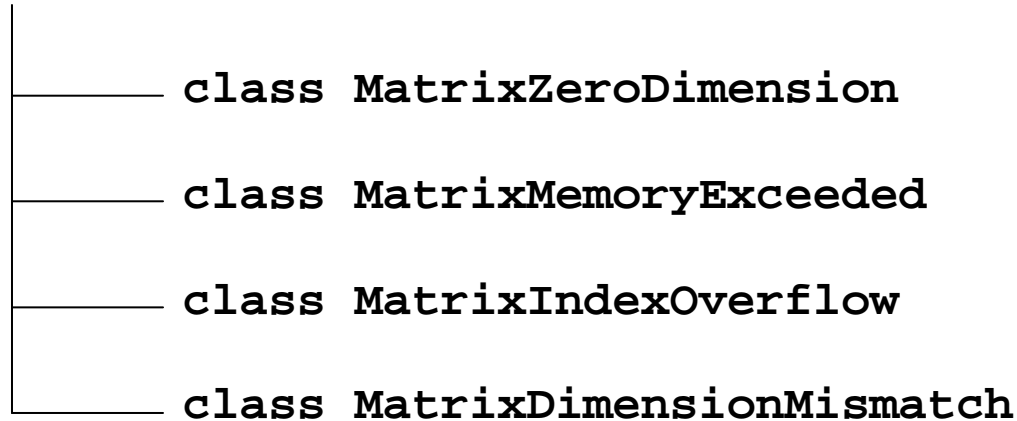 class MatrixZeroDimension
class MatrixMemoryExceeded
class MatrixIndexOverflow
class MatrixDimensionMismatch